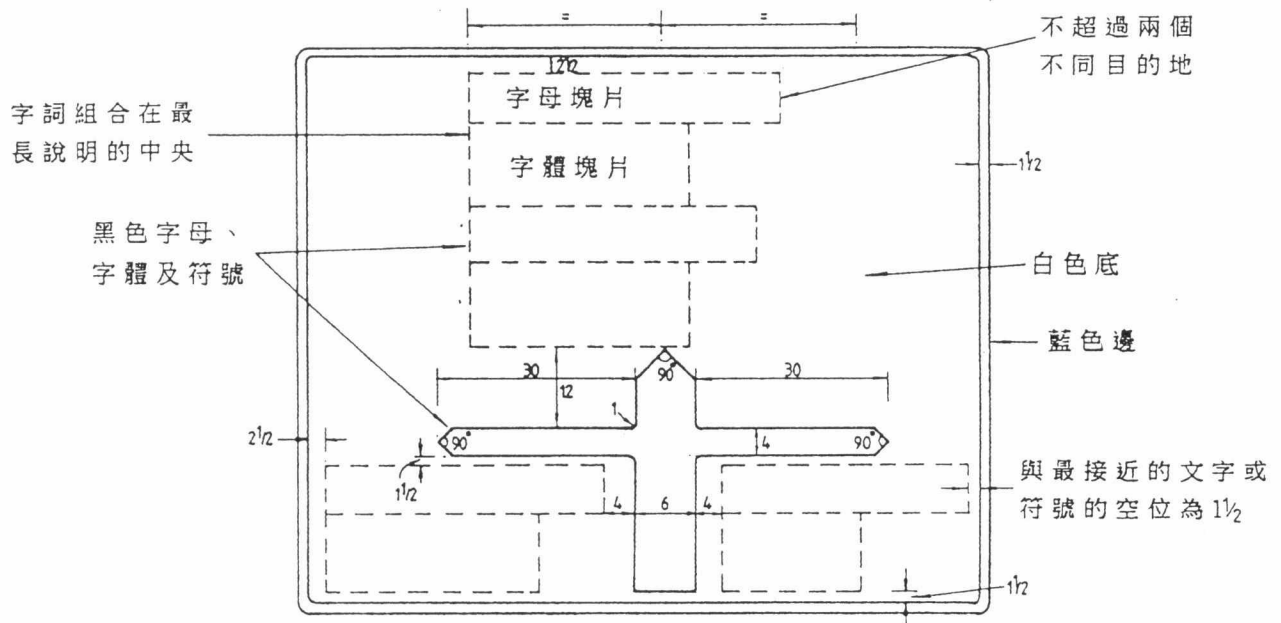 = =
不超過兩個
不同目的地
12½
字母塊片
字詞組合在最
長說明的中央
字體塊片
1½
黑色字母、
字體及符號
白色底
藍色邊
30 90° 30
12
1
2½ 90° 4 90°
1½
與最接近的文字或
符號的空位為1½
4 6 4
1½